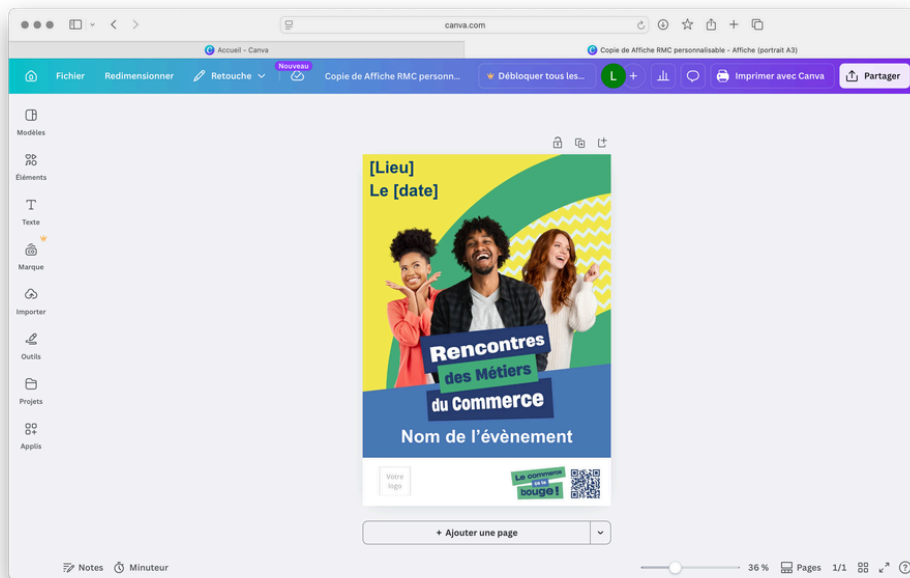 canva.com
Accueil - Canva
Copie de Affiche RMC personnalisable - Affiche (portrait A3)
Fichier
Redimensionner
Retouche
Nouveau
Copie de Affiche RMC personn...
Débloquer tous les...
L
+
Imprimer avec Canva
Partager
Modèles
Éléments
Texte
Marque
Importer
Outils
Projets
Applis
[Lieu]
Le [date]
Rencontres
des Métiers
du Commerce
Nom de l'évènement
Votre
logo
Le commerce
ça te
bouge !
+ Ajouter une page
Notes
Minuteur
36 %
Pages
1/1